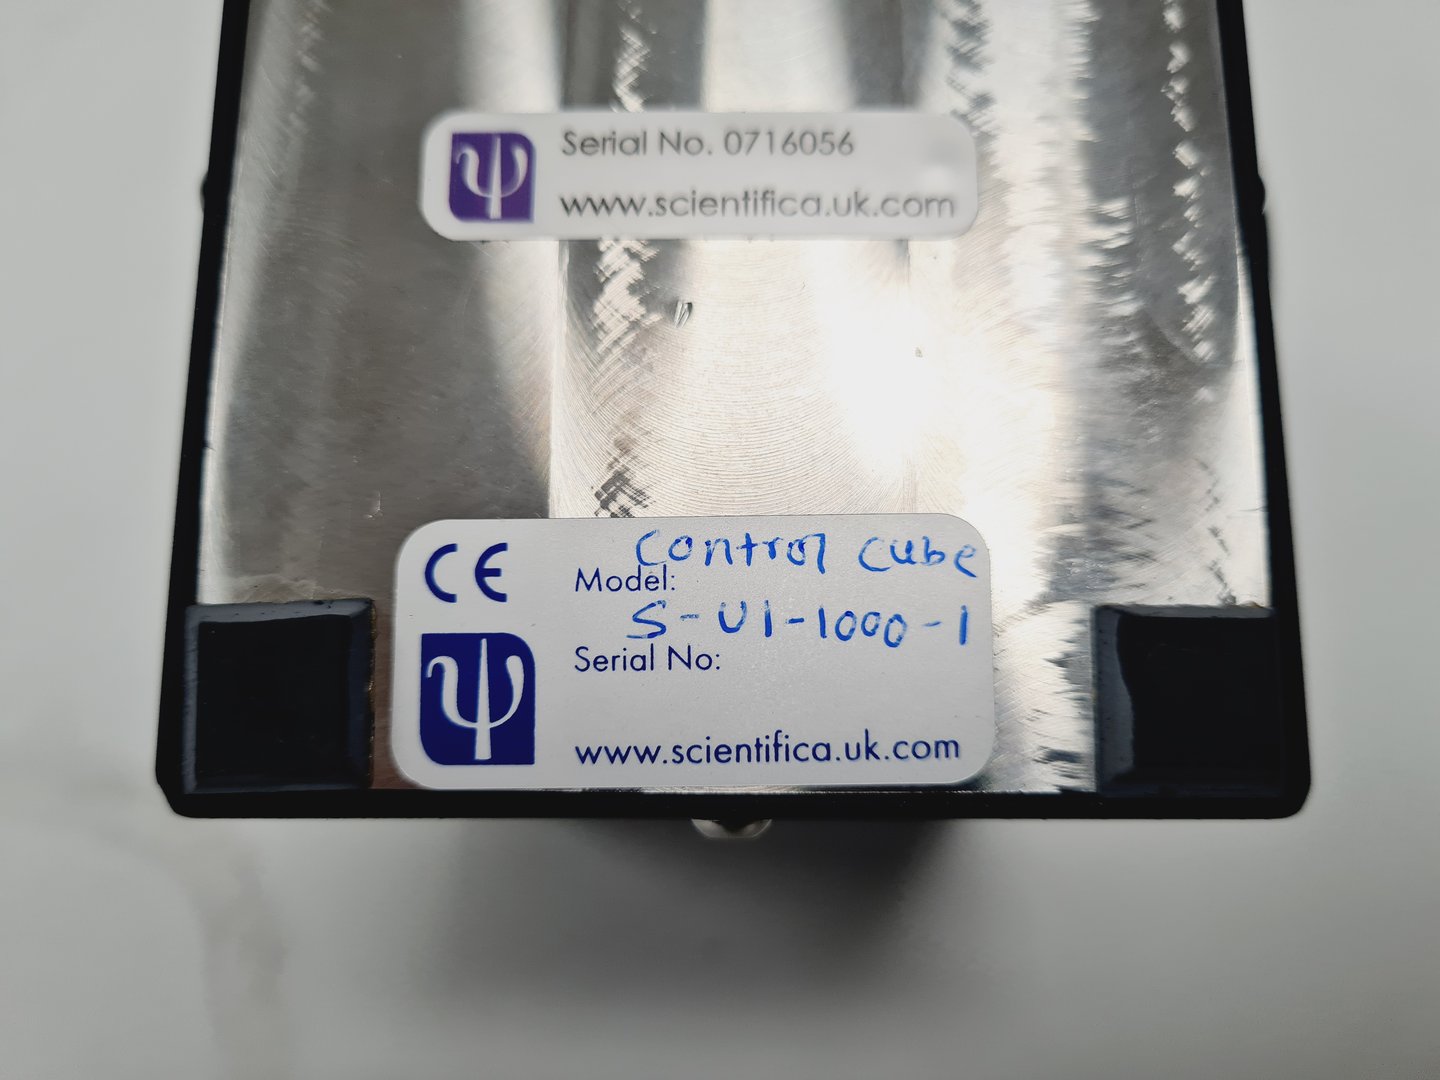 Serial No. 0716056
www.scientifica.uk.com
CE
Control Cube
Model:
S-UI-1000-1
Serial No:
www.scientifica.uk.com